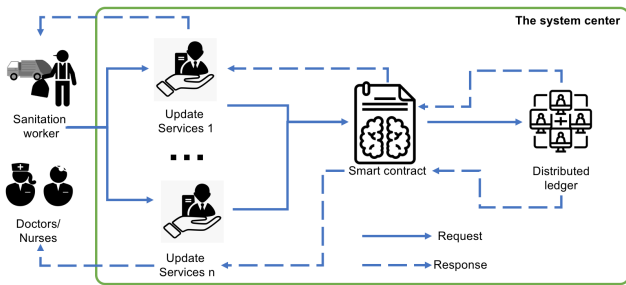 The system center
Sanitation
worker
Update
Services 1
Smart contract
Distributed
ledger
Doctors/
Nurses
Update
Services n
Request
Response